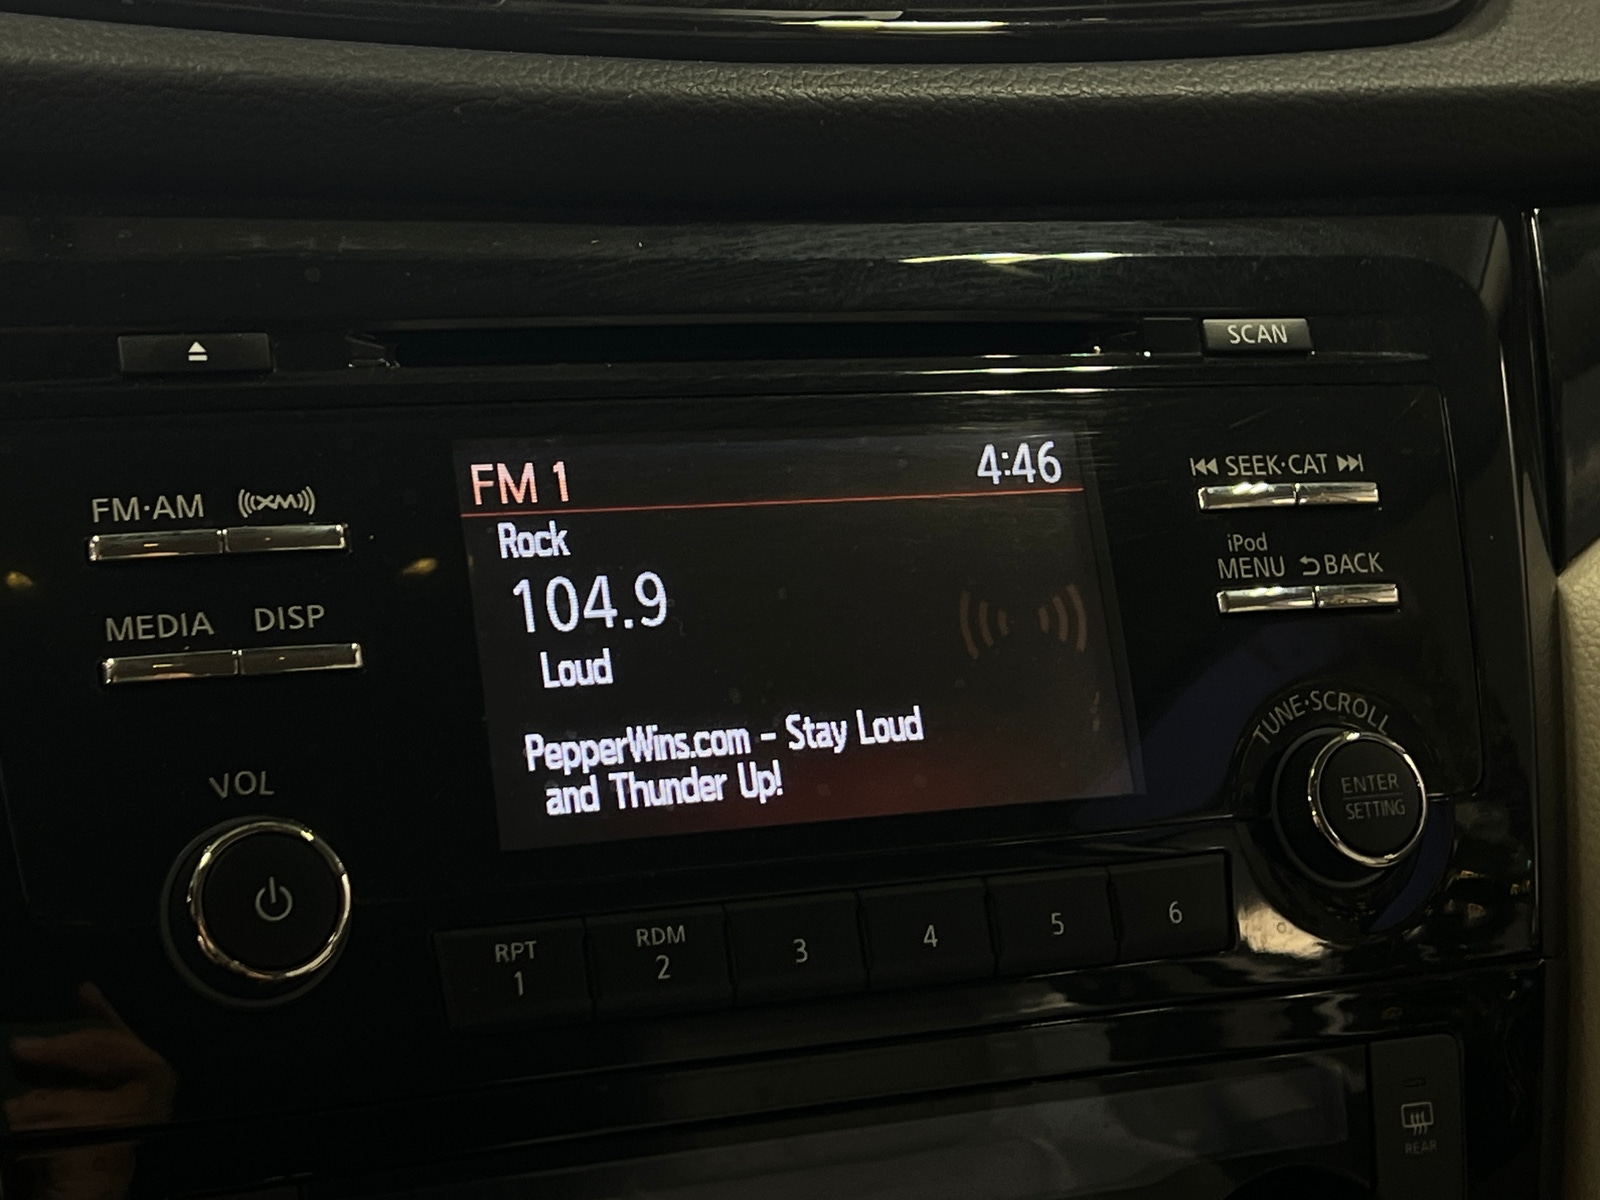 SCAN
FM 1 4:46
Rock
104.9
Loud
PepperWins.com - Stay Loud
and Thunder Up!
FM·AM XM
MEDIA DISP
VOL
SEEK·CAT
iPod
MENU BACK
TUNE·SCROLL
ENTER
SETTING
RPT
1
RDM
2
3
4
5
6
REAR